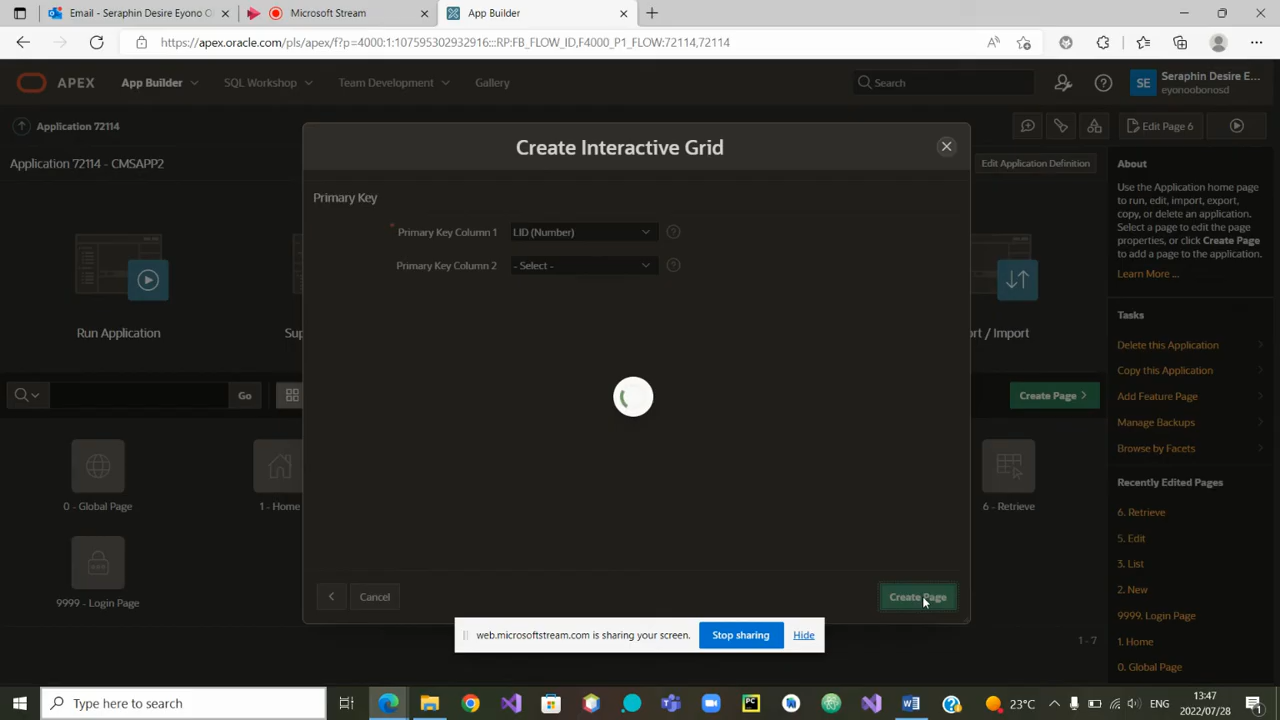 Email - Seraphin Desire Eyono O
Microsoft Stream
App Builder
https://apex.oracle.com/pls/apex/f?p=4000:1:107595302932916:::RP:FB_FLOW_ID,F4000_P1_FLOW:72114,72114
APEX
App Builder
SQL Workshop
Team Development
Gallery
Search
SE
Seraphin Desire E...
eyonoobonosd
Application 72114
Edit Page 6
Application 72114 - CMSAPP2
Edit Application Definition
Create Interactive Grid
Primary Key
* Primary Key Column 1
LID (Number)
Primary Key Column 2
- Select -
Run Application
Sup
rt / Import
Go
Create Page
0 - Global Page
1 - Home
6 - Retrieve
9999 - Login Page
Cancel
Create Page
1 - 7
About
Use the Application home page
to run, edit, import, export,
copy, or delete an application.
Select a page to edit the page
properties, or click Create Page
to add a page to the application.
Learn More ...
Tasks
Delete this Application
Copy this Application
Add Feature Page
Manage Backups
Browse by Facets
Recently Edited Pages
6. Retrieve
5. Edit
3. List
2. New
9999. Login Page
1. Home
0. Global Page
web.microsoftstream.com is sharing your screen.
Stop sharing
Hide
Type here to search
23°C
ENG
13:47
2022/07/28